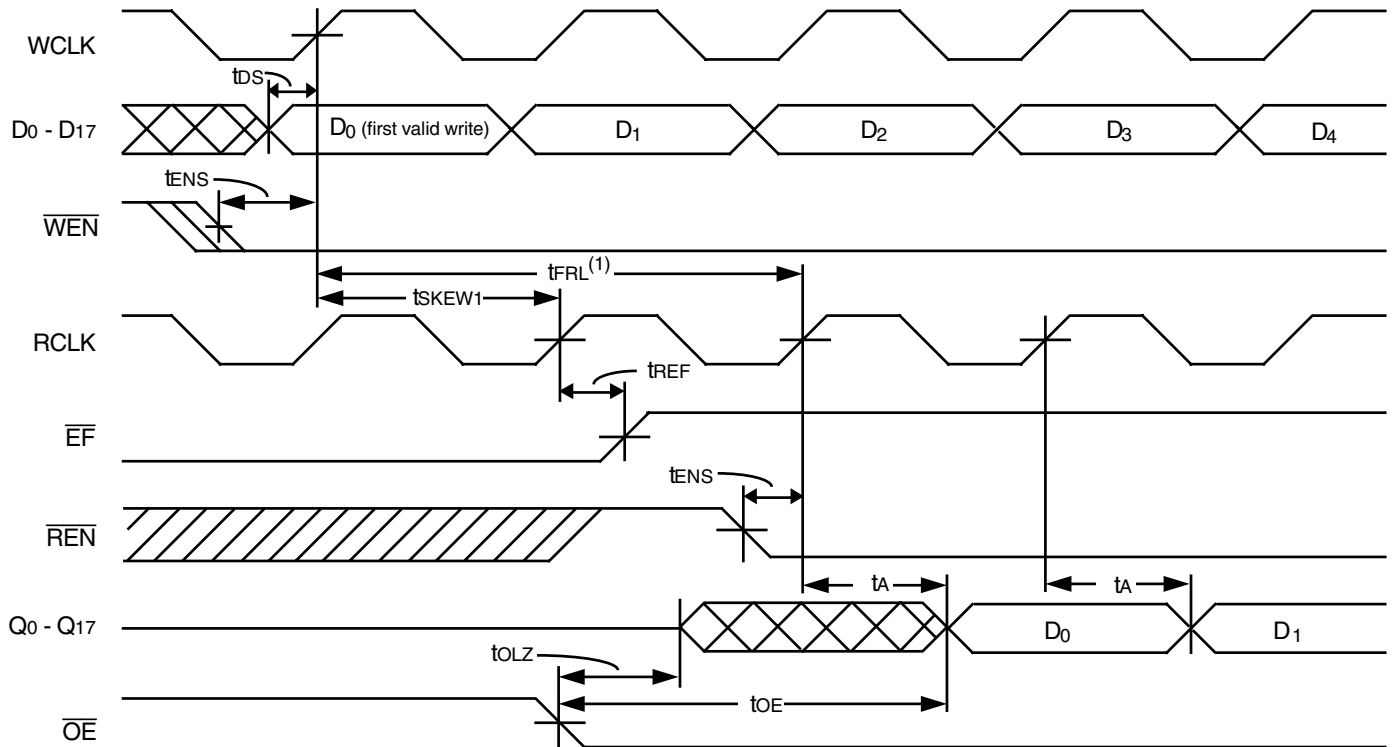 WCLK
tDS
D0 - D17
D0 (first valid write)
D1
D2
D3
D4
tENS
WEN
tFRL(1)
tSKEW1
RCLK
tREF
EF
tENS
REN
tA
tA
Q0 - Q17
D0
D1
tOLZ
tOE
OE